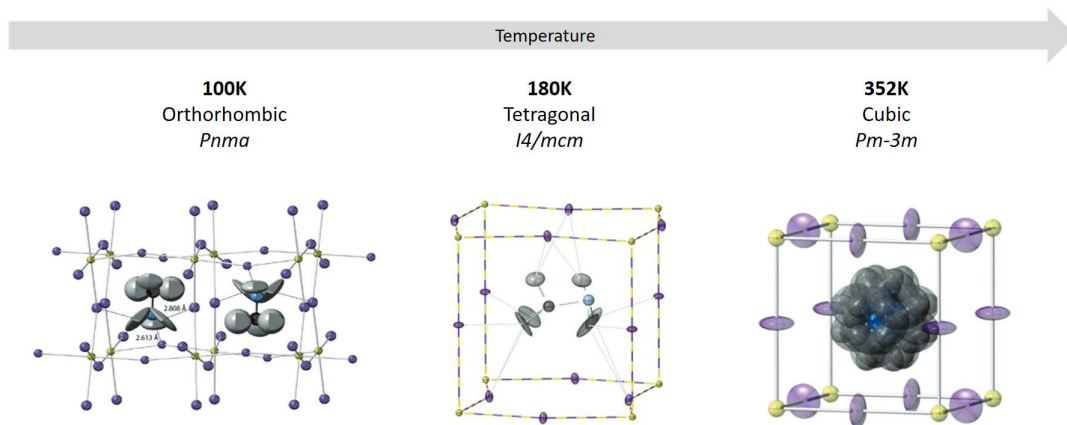 Temperature
100K
Orthorhombic
Pnma
180K
Tetragonal
I4/mcm
352K
Cubic
Pm-3m
2.808 Å
2.613 Å